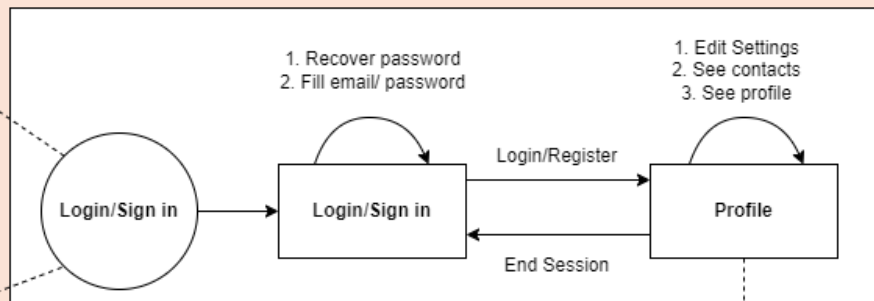 1. Recover password
2. Fill email/ password
1. Edit Settings
2. See contacts
3. See profile
Login/Sign in
Login/Sign in
Login/Register
Profile
End Session